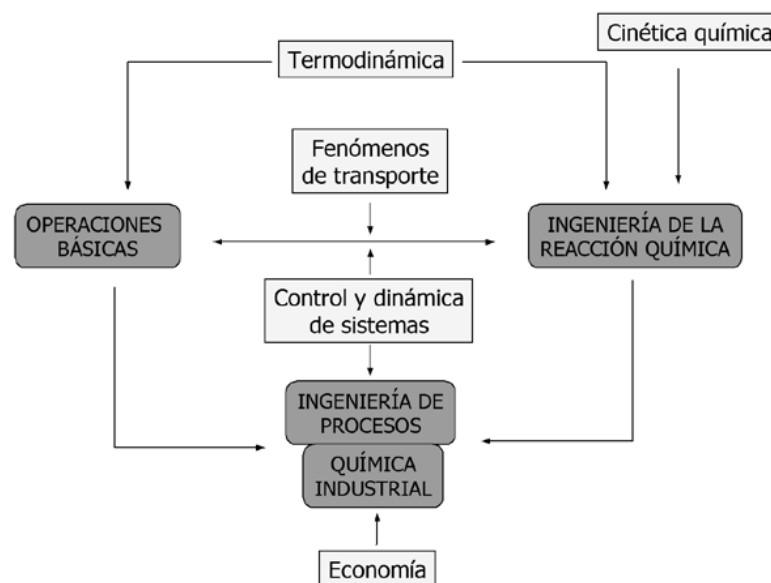 Cinética química
Termodinámica
Fenómenos
de transporte
OPERACIONES
BÁSICAS
INGENIERÍA DE LA
REACCIÓN QUÍMICA
Control y dinámica
de sistemas
INGENIERÍA DE
PROCESOS
QUÍMICA
INDUSTRIAL
Economía